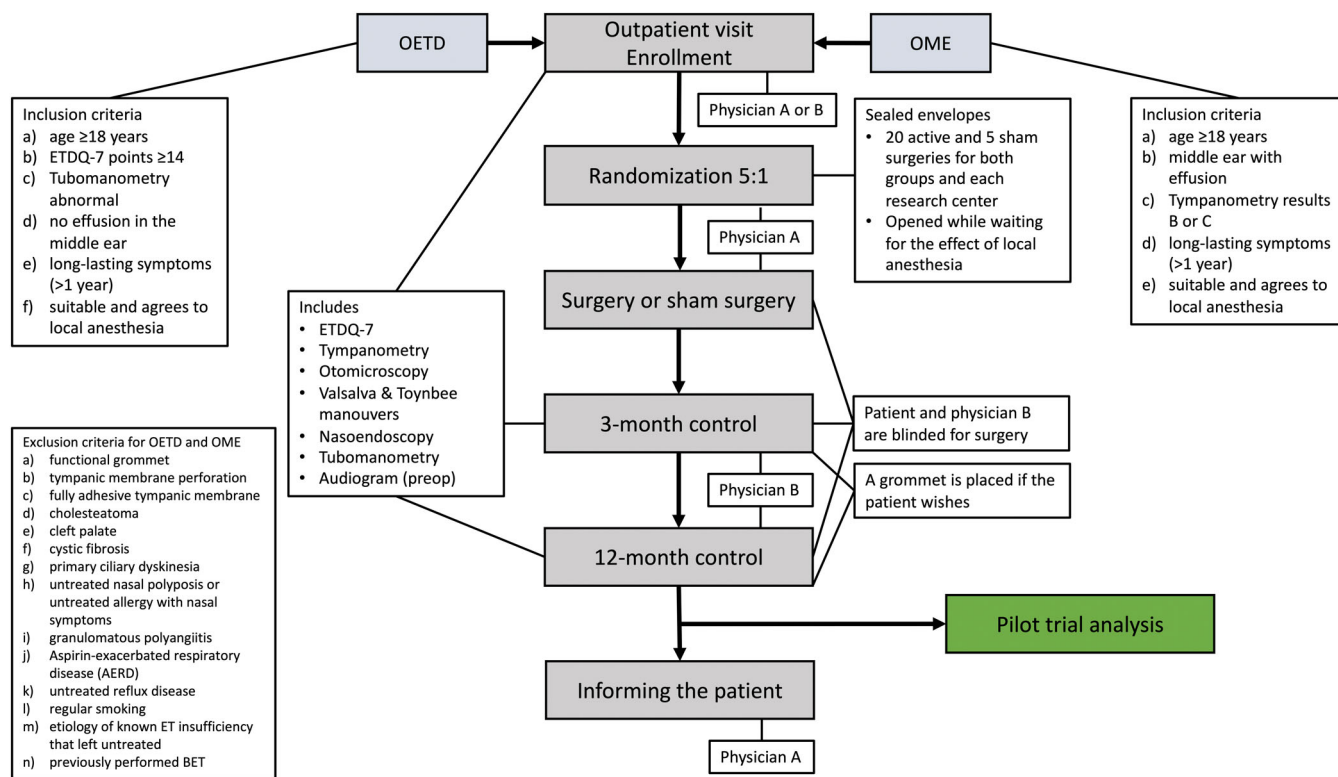 OETD
Outpatient visit
Enrollment
OME
Physician A or B
Inclusion criteria
a) age ≥18 years
b) ETDQ-7 points ≥14
c) Tubomanometry
abnormal
d) no effusion in the
middle ear
e) long-lasting symptoms
(>1 year)
f) suitable and agrees to
local anesthesia
Sealed envelopes
• 20 active and 5 sham
surgeries for both
groups and each
research center
• Opened while waiting
for the effect of local
anesthesia
Inclusion criteria
a) age ≥18 years
b) middle ear with
effusion
c) Tympanometry results
B or C
d) long-lasting symptoms
(>1 year)
e) suitable and agrees to
local anesthesia
Randomization 5:1
Physician A
Surgery or sham surgery
Includes
• ETDQ-7
• Tympanometry
• Otomicroscopy
• Valsalva & Toynbee
manouvers
• Nasoendoscopy
• Tubomanometry
• Audiogram (preop)
3-month control
Patient and physician B
are blinded for surgery
Physician B
A grommet is placed if the
patient wishes
12-month control
Exclusion criteria for OETD and OME
a) functional grommet
b) tympanic membrane perforation
c) fully adhesive tympanic membrane
d) cholesteatoma
e) cleft palate
f) cystic fibrosis
g) primary ciliary dyskinesia
h) untreated nasal polyposis or
untreated allergy with nasal
symptoms
i) granulomatous polyangiitis
j) Aspirin-exacerbated respiratory
disease (AERD)
k) untreated reflux disease
l) regular smoking
m) etiology of known ET insufficiency
that left untreated
n) previously performed BET
Pilot trial analysis
Informing the patient
Physician A